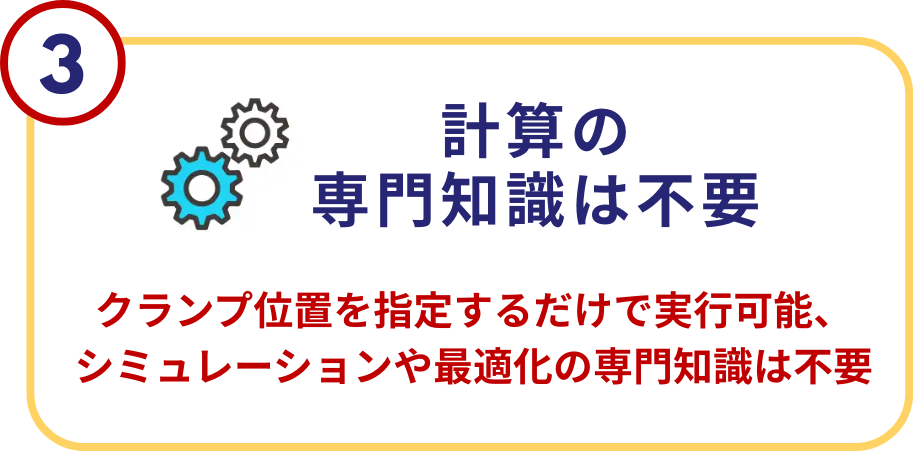 3
計算の
専門知識は不要
クランプ位置を指定するだけで実行可能、
シミュレーションや最適化の専門知識は不要